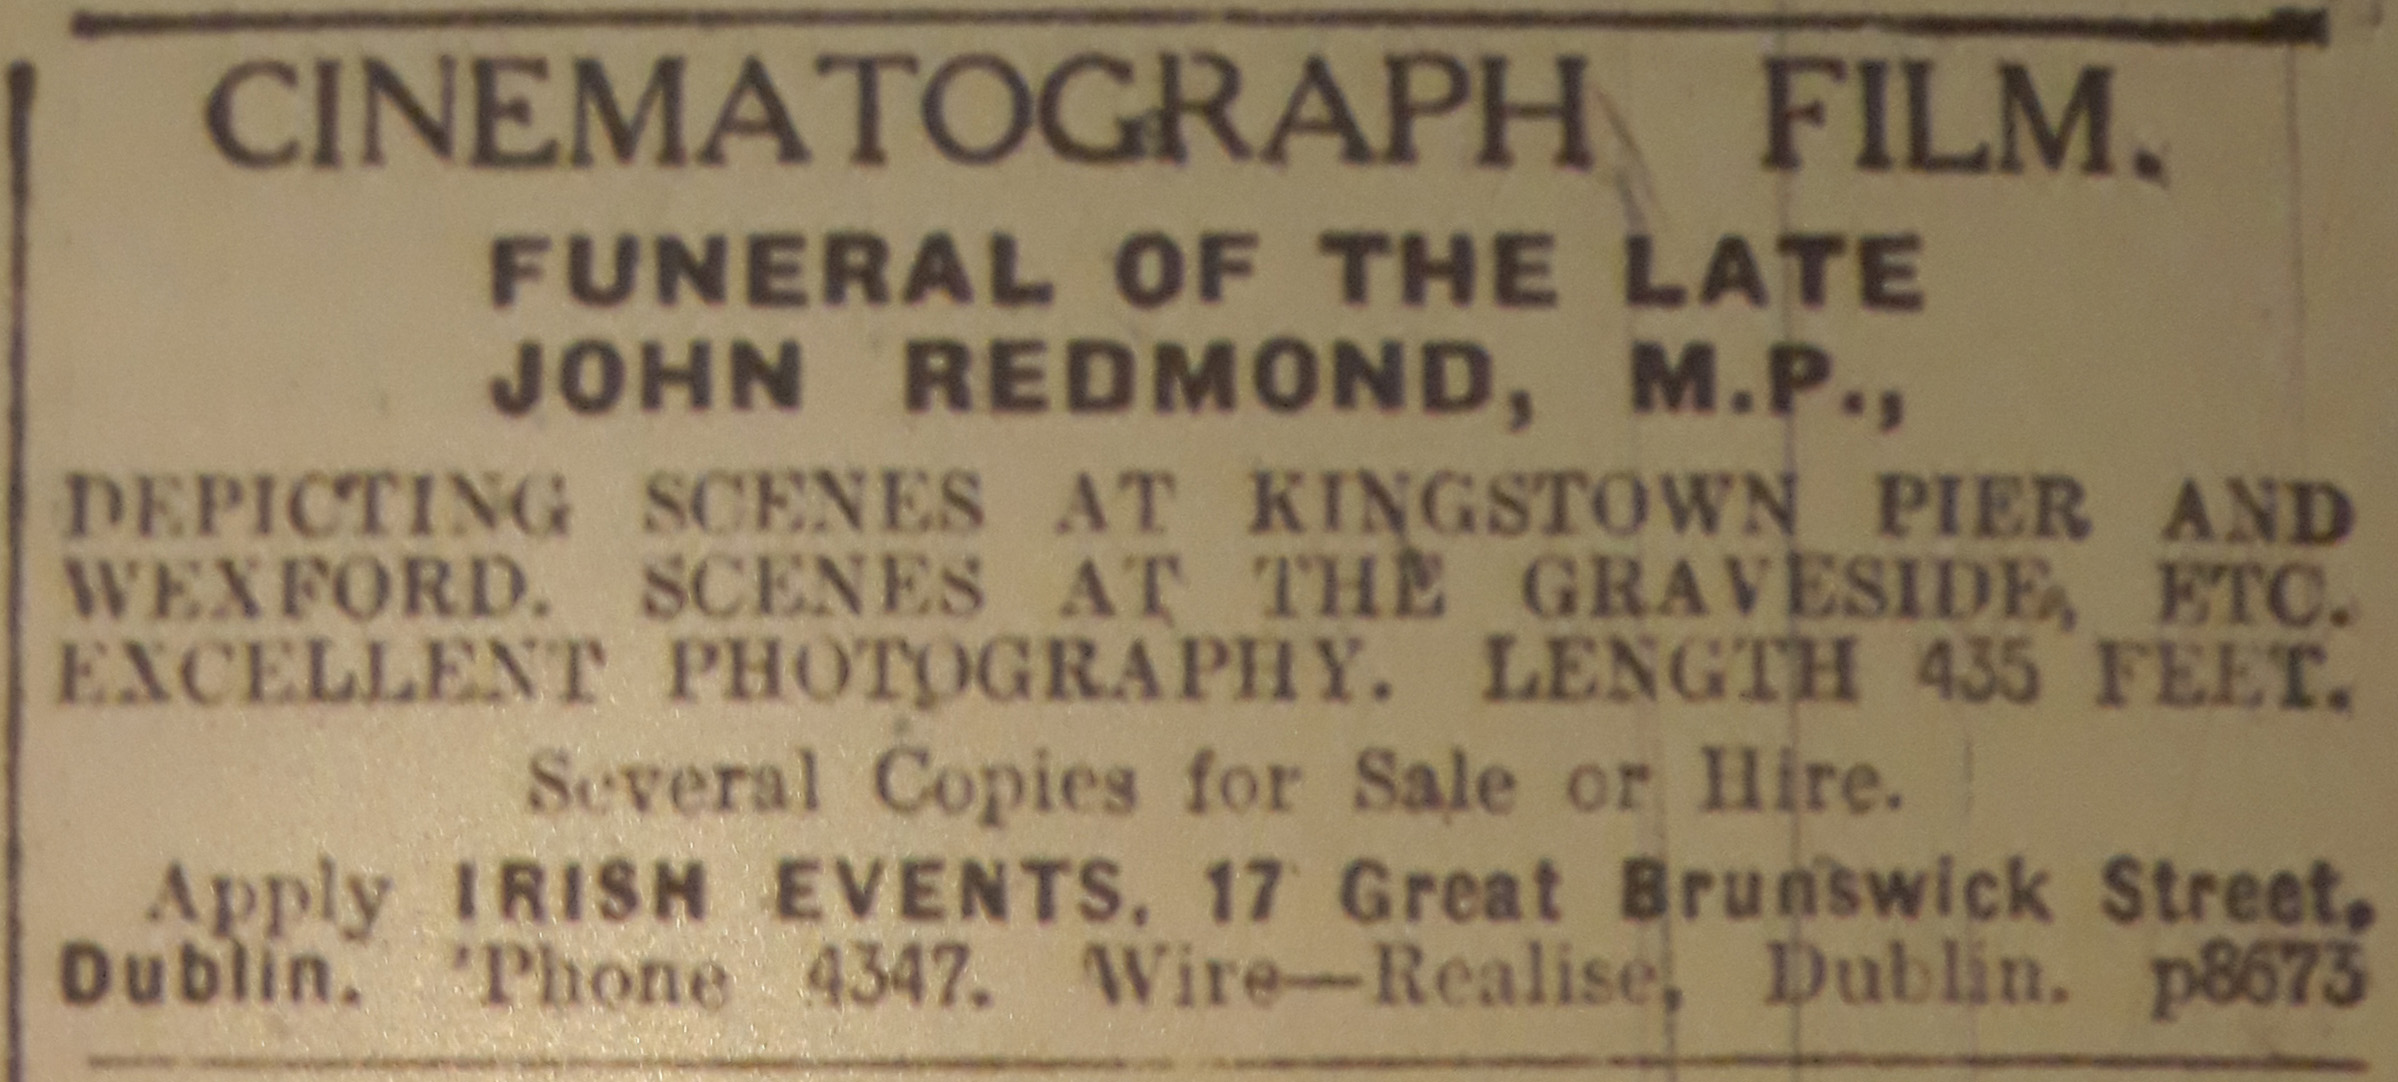 CINEMATOGRAPH FILM.
FUNERAL OF THE LATE
JOHN REDMOND, M.P.,
DEPICTING SCENES AT KINGSTOWN PIER AND
WEXFORD. SCENES AT THE GRAVESIDE, ETC.
EXCELLENT PHOTOGRAPHY. LENGTH 435 FEET.
Several Copies for Sale or Hire.
Apply IRISH EVENTS, 17 Great Brunswick Street,
Dublin. 'Phone 4347. Wire—Realise, Dublin. p8673